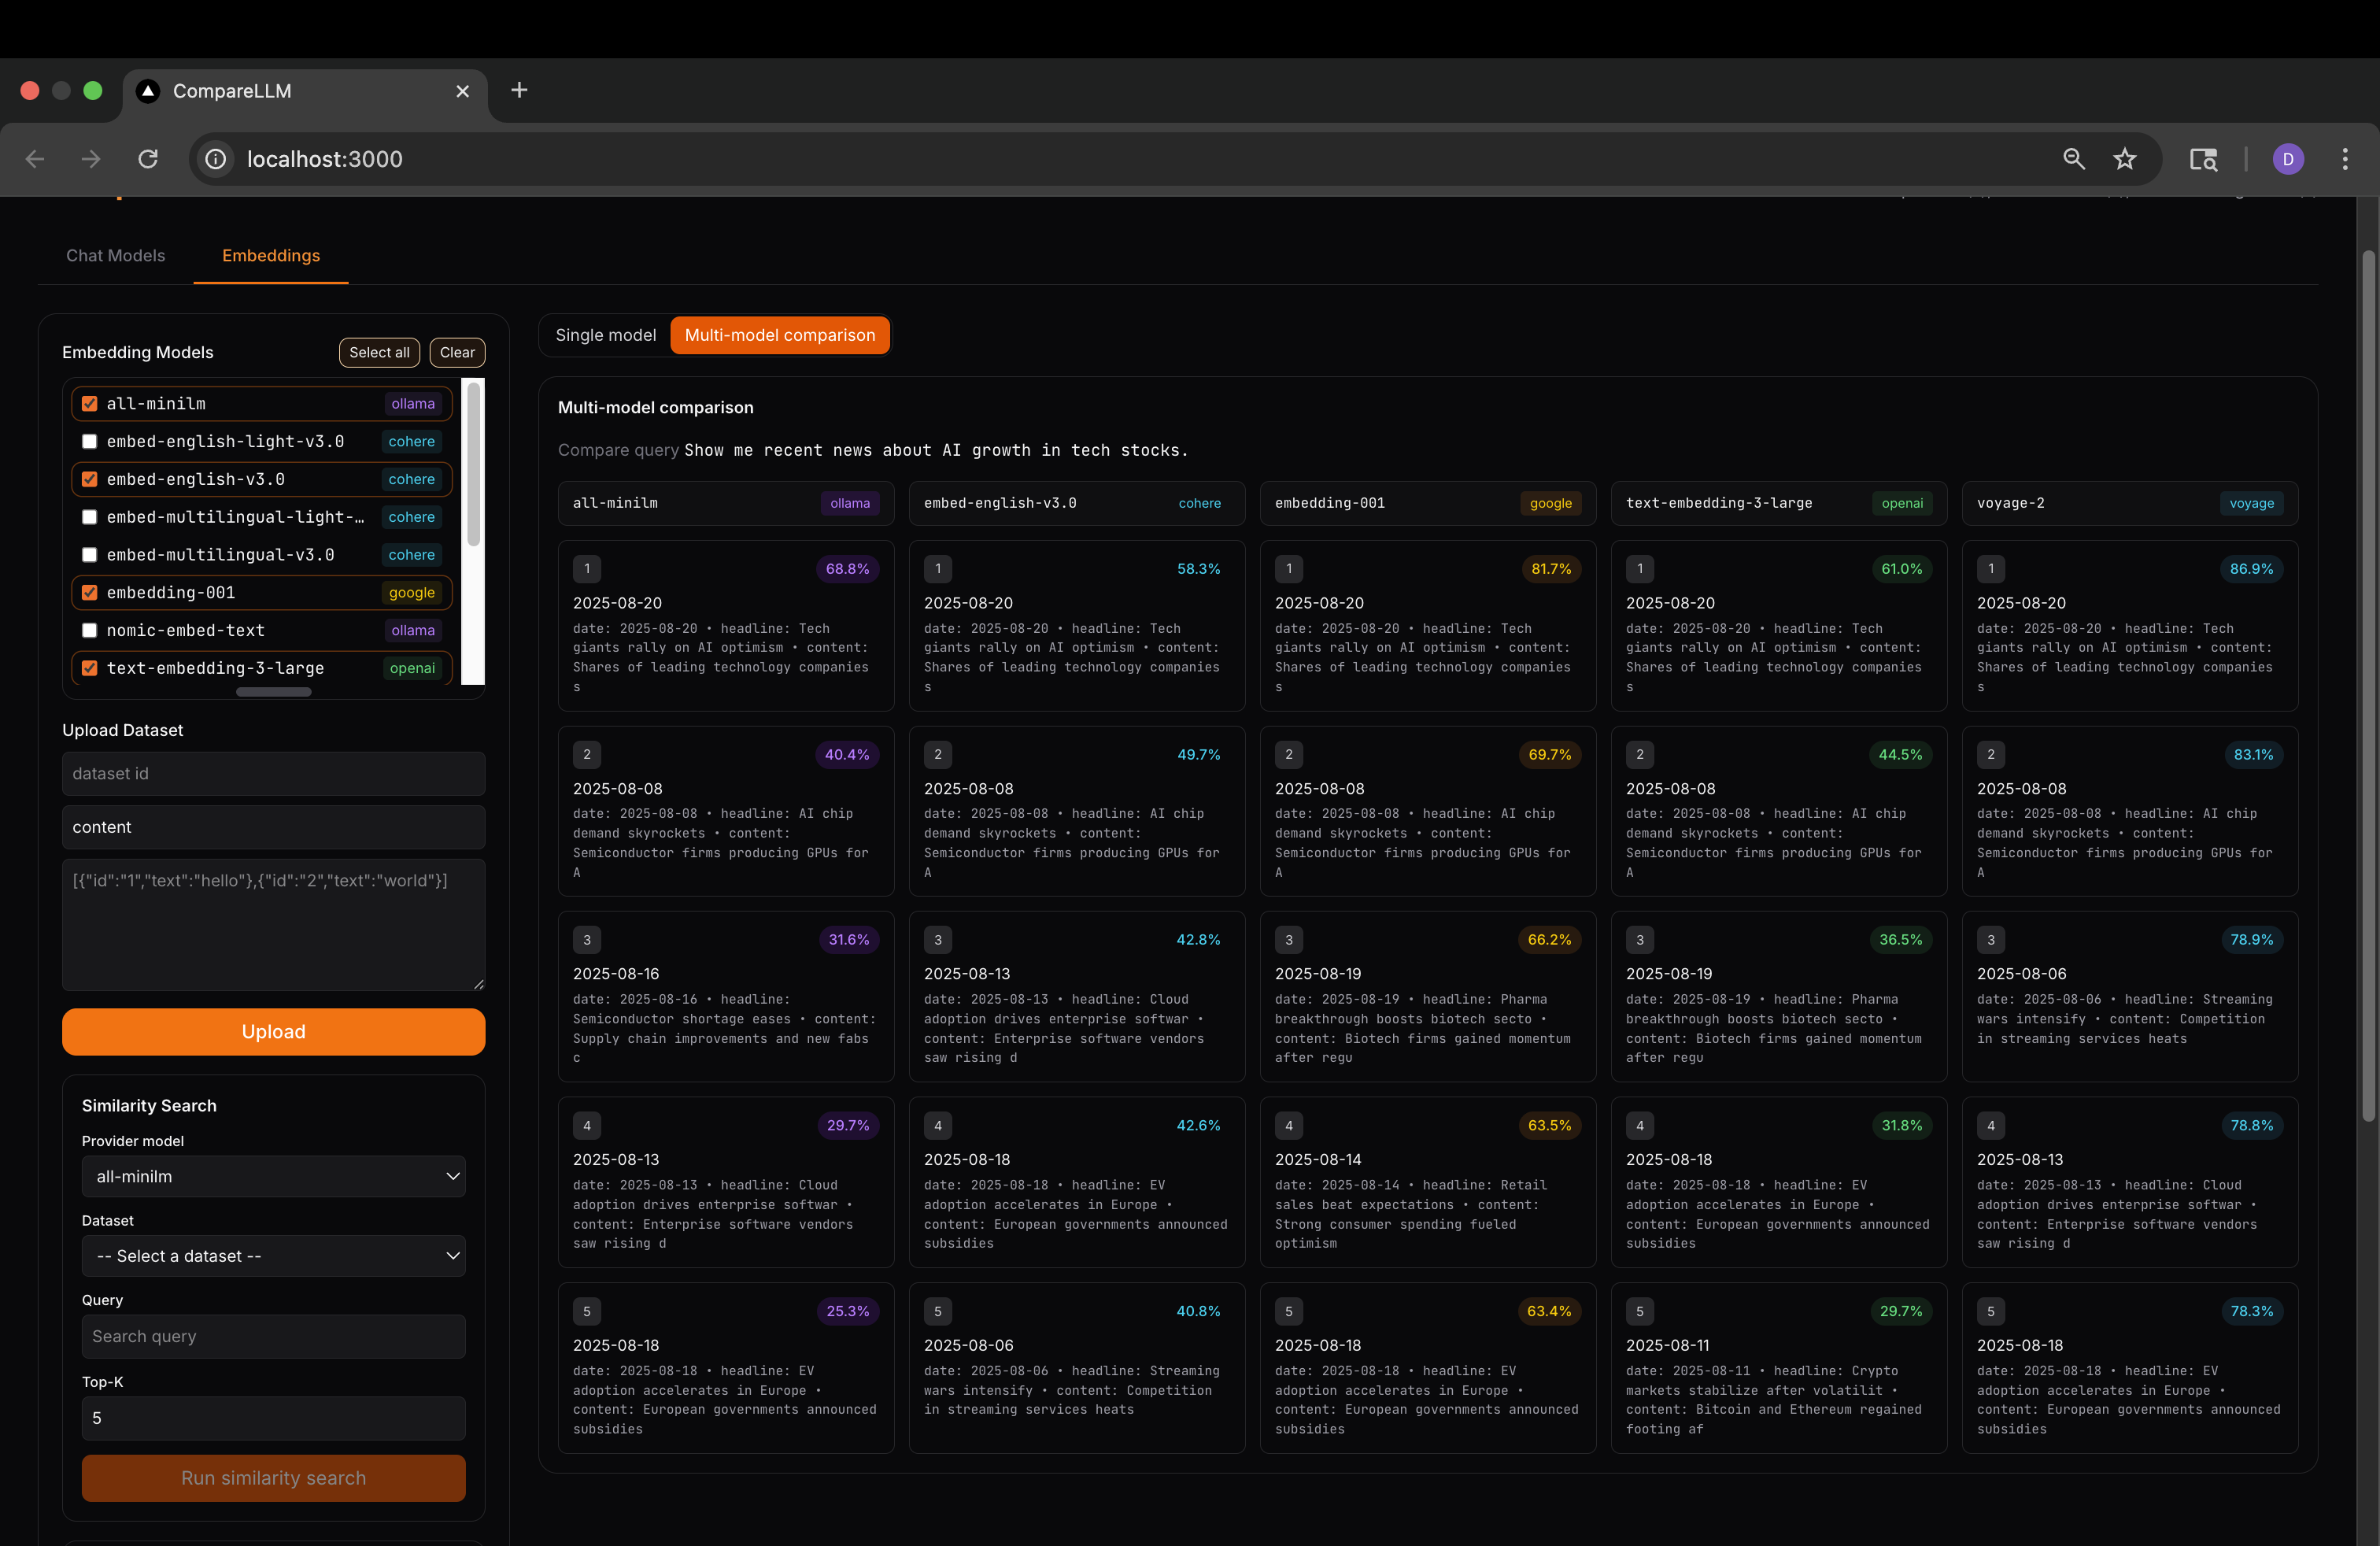 CompareLLM
localhost:3000
D
Chat Models
Embeddings
Embedding Models
Select all
Clear
all-minilm ollama
embed-english-light-v3.0 cohere
embed-english-v3.0 cohere
embed-multilingual-light-… cohere
embed-multilingual-v3.0 cohere
embedding-001 google
nomic-embed-text ollama
text-embedding-3-large openai
Upload Dataset
dataset id
content
[{"id":"1","text":"hello"},{"id":"2","text":"world"}]
Upload
Similarity Search
Provider model
all-minilm
Dataset
-- Select a dataset --
Query
Search query
Top-K
5
Run similarity search
Single model
Multi-model comparison
Multi-model comparison
Compare query Show me recent news about AI growth in tech stocks.
all-minilm ollama
1 68.8%
2025-08-20
date: 2025-08-20 • headline: Tech
giants rally on AI optimism • content:
Shares of leading technology companies
s
2 40.4%
2025-08-08
date: 2025-08-08 • headline: AI chip
demand skyrockets • content:
Semiconductor firms producing GPUs for
A
3 31.6%
2025-08-16
date: 2025-08-16 • headline:
Semiconductor shortage eases • content:
Supply chain improvements and new fabs
c
4 29.7%
2025-08-13
date: 2025-08-13 • headline: Cloud
adoption drives enterprise softwar •
content: Enterprise software vendors
saw rising d
5 25.3%
2025-08-18
date: 2025-08-18 • headline: EV
adoption accelerates in Europe •
content: European governments announced
subsidies
embed-english-v3.0 cohere
1 58.3%
2025-08-20
date: 2025-08-20 • headline: Tech
giants rally on AI optimism • content:
Shares of leading technology companies
s
2 49.7%
2025-08-08
date: 2025-08-08 • headline: AI chip
demand skyrockets • content:
Semiconductor firms producing GPUs for
A
3 42.8%
2025-08-13
date: 2025-08-13 • headline: Cloud
adoption drives enterprise softwar •
content: Enterprise software vendors
saw rising d
4 42.6%
2025-08-18
date: 2025-08-18 • headline: EV
adoption accelerates in Europe •
content: European governments announced
subsidies
5 40.8%
2025-08-06
date: 2025-08-06 • headline: Streaming
wars intensify • content: Competition
in streaming services heats
embedding-001 google
1 81.7%
2025-08-20
date: 2025-08-20 • headline: Tech
giants rally on AI optimism • content:
Shares of leading technology companies
s
2 69.7%
2025-08-08
date: 2025-08-08 • headline: AI chip
demand skyrockets • content:
Semiconductor firms producing GPUs for
A
3 66.2%
2025-08-19
date: 2025-08-19 • headline: Pharma
breakthrough boosts biotech secto •
content: Biotech firms gained momentum
after regu
4 63.5%
2025-08-14
date: 2025-08-14 • headline: Retail
sales beat expectations • content:
Strong consumer spending fueled
optimism
5 63.4%
2025-08-18
date: 2025-08-18 • headline: EV
adoption accelerates in Europe •
content: European governments announced
subsidies
text-embedding-3-large openai
1 61.0%
2025-08-20
date: 2025-08-20 • headline: Tech
giants rally on AI optimism • content:
Shares of leading technology companies
s
2 44.5%
2025-08-08
date: 2025-08-08 • headline: AI chip
demand skyrockets • content:
Semiconductor firms producing GPUs for
A
3 36.5%
2025-08-19
date: 2025-08-19 • headline: Pharma
breakthrough boosts biotech secto •
content: Biotech firms gained momentum
after regu
4 31.8%
2025-08-18
date: 2025-08-18 • headline: EV
adoption accelerates in Europe •
content: European governments announced
subsidies
5 29.7%
2025-08-11
date: 2025-08-11 • headline: Crypto
markets stabilize after volatilit •
content: Bitcoin and Ethereum regained
footing af
voyage-2 voyage
1 86.9%
2025-08-20
date: 2025-08-20 • headline: Tech
giants rally on AI optimism • content:
Shares of leading technology companies
s
2 83.1%
2025-08-08
date: 2025-08-08 • headline: AI chip
demand skyrockets • content:
Semiconductor firms producing GPUs for
A
3 78.9%
2025-08-06
date: 2025-08-06 • headline: Streaming
wars intensify • content: Competition
in streaming services heats
4 78.8%
2025-08-13
date: 2025-08-13 • headline: Cloud
adoption drives enterprise softwar •
content: Enterprise software vendors
saw rising d
5 78.3%
2025-08-18
date: 2025-08-18 • headline: EV
adoption accelerates in Europe •
content: European governments announced
subsidies